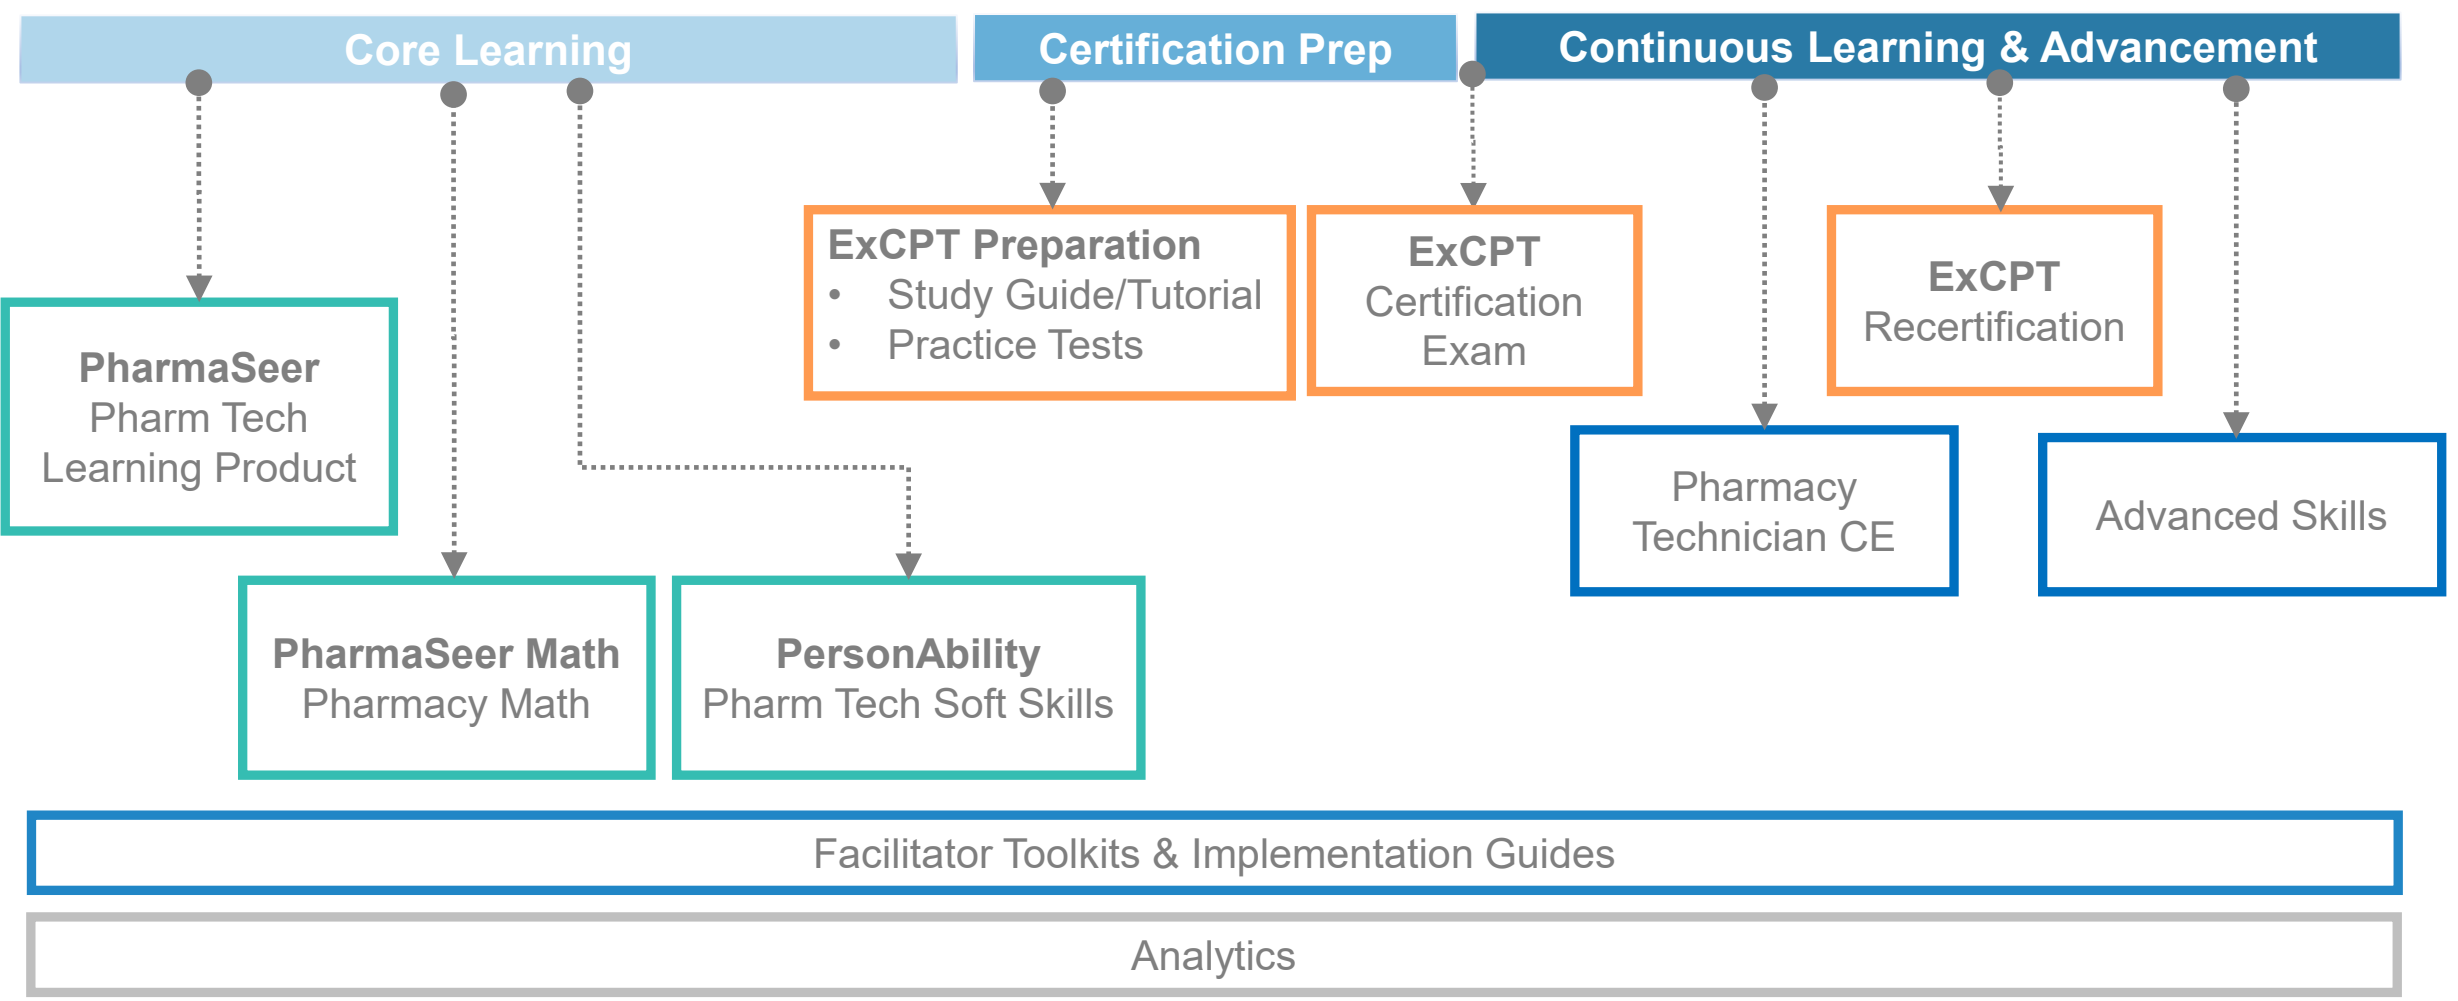 Core Learning
Certification Prep
Continuous Learning & Advancement
PharmaSeer
Pharm Tech
Learning Product
PharmaSeer Math
Pharmacy Math
PersonAbility
Pharm Tech Soft Skills
ExCPT Preparation
• Study Guide/Tutorial
• Practice Tests
ExCPT
Certification
Exam
Pharmacy
Technician CE
ExCPT
Recertification
Advanced Skills
Facilitator Toolkits & Implementation Guides
Analytics